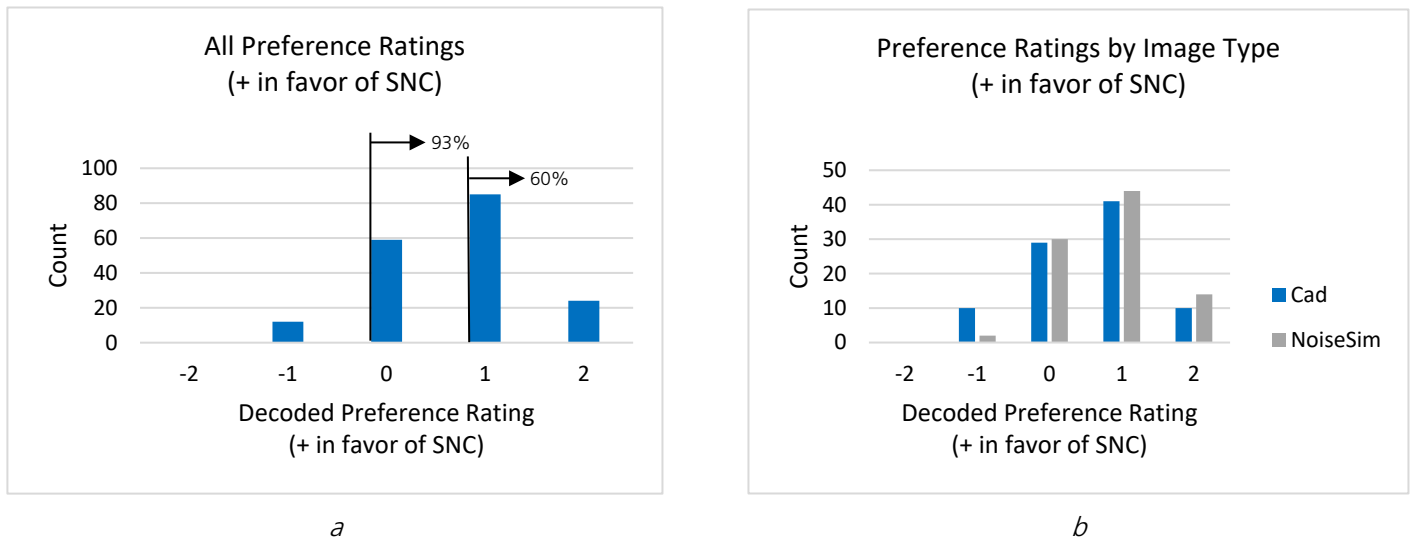 All Preference Ratings
(+ in favor of SNC)
93%
60%
100
80
60
40
20
0
Count
-2 -1 0 1 2
Decoded Preference Rating
(+ in favor of SNC)
a
Preference Ratings by Image Type
(+ in favor of SNC)
50
40
30
20
10
0
Count
-2 -1 0 1 2
Decoded Preference Rating
(+ in favor of SNC)
Cad
NoiseSim
b